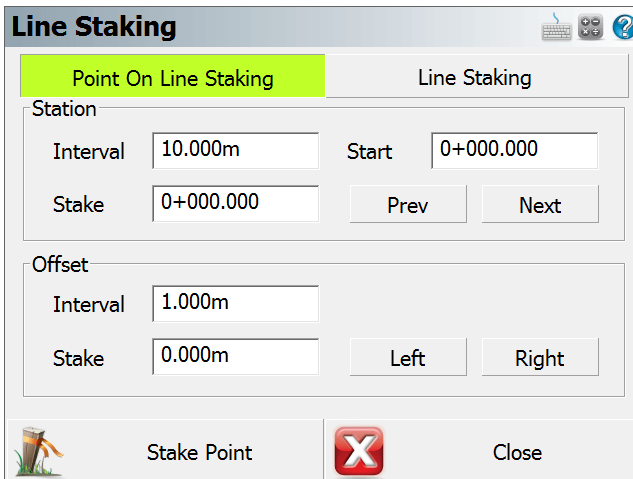 Line Staking
Point On Line Staking Line Staking
Station
Interval 10.000m Start 0+000.000
Stake 0+000.000 Prev Next
Offset
Interval 1.000m
Stake 0.000m Left Right
Stake Point Close